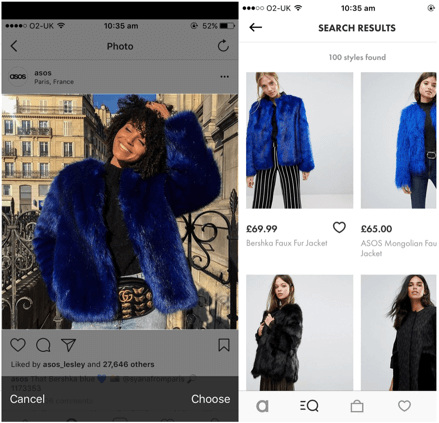 O2-UK
10:35 am
52%
Photo
asos
asos
Paris, France
Liked by asos_lesley and 27,646 others
asos That Bershka blue
Cancel
Choose
O2-UK
10:35 am
SEARCH RESULTS
100 styles found
£69.99
Bershka Faux Fur Jacket
£65.00
ASOS Mongolian Fau
Jacket
a